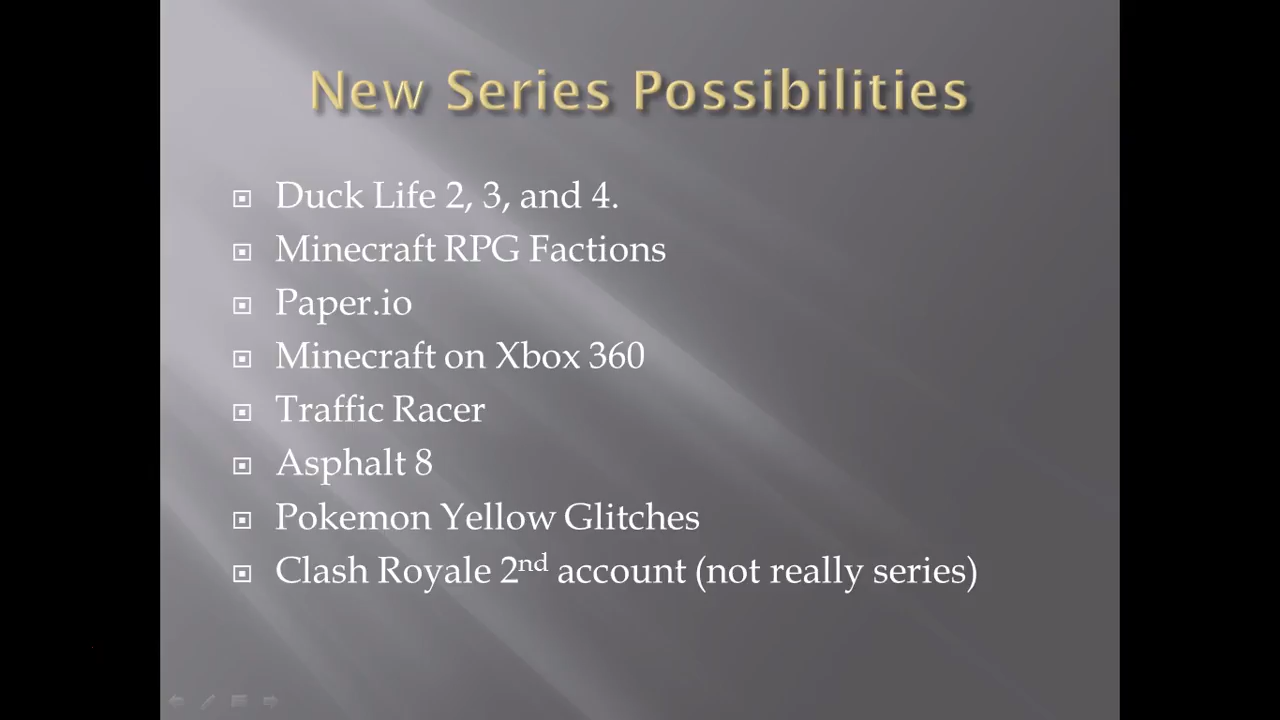 New Series Possibilities
Duck Life 2, 3, and 4.
Minecraft RPG Factions
Paper.io
Minecraft on Xbox 360
Traffic Racer
Asphalt 8
Pokemon Yellow Glitches
Clash Royale 2nd account (not really series)